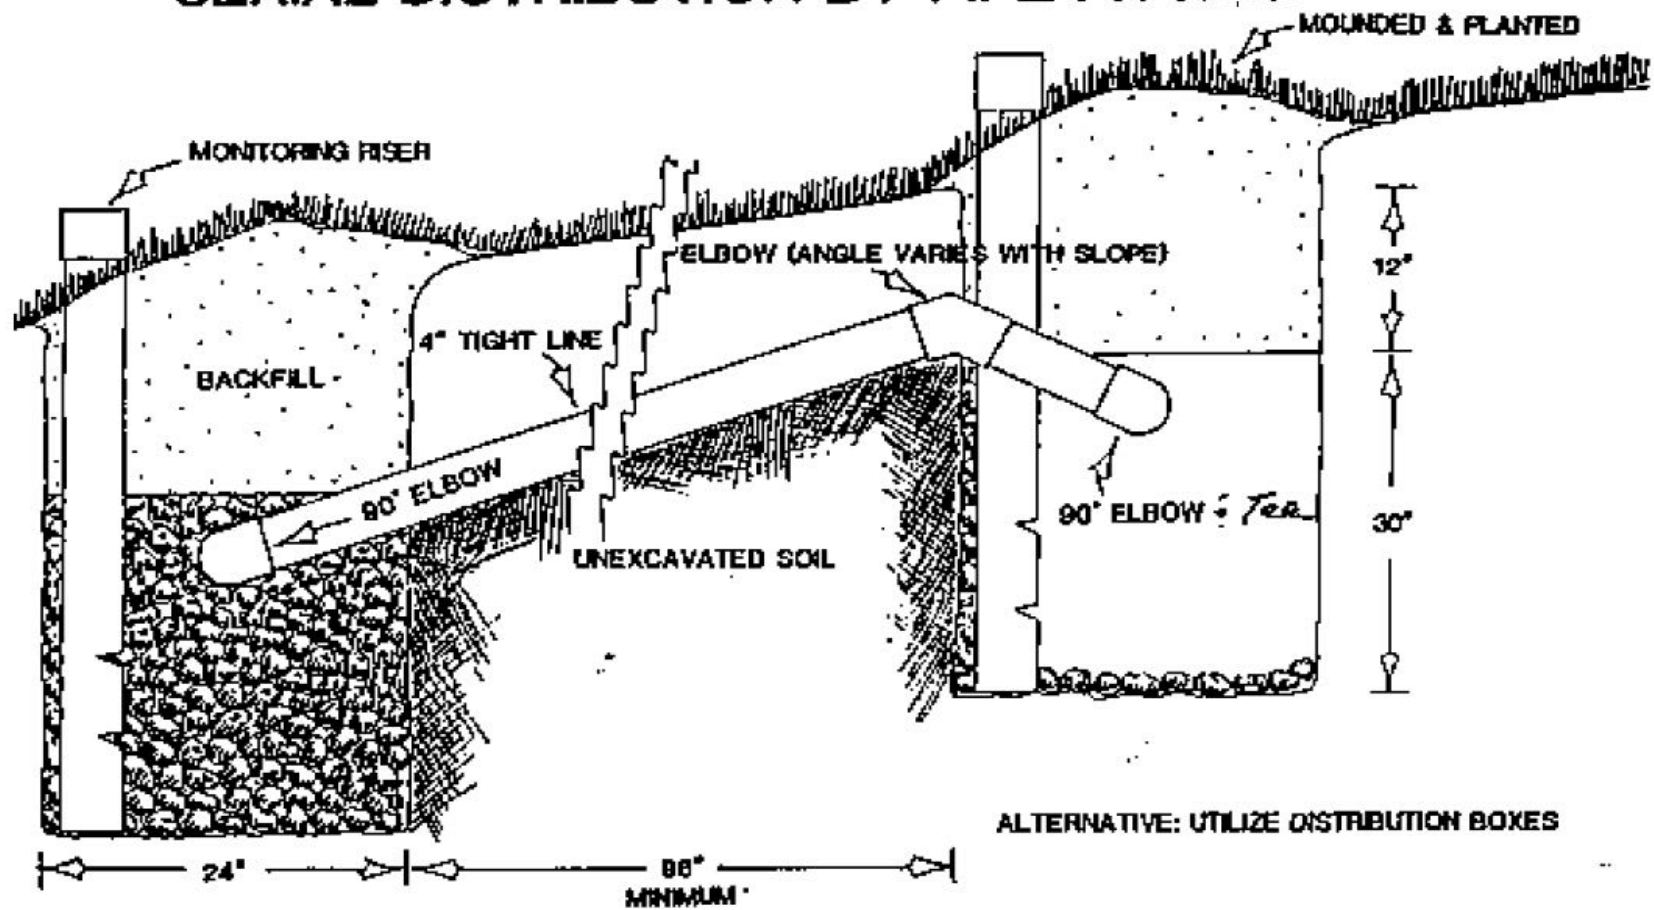 MOUNDED & PLANTED
MONITORING RISER
ELBOW (ANGLE VARIES WITH SLOPE)
12"
4" TIGHT LINE
BACKFILL
90° ELBOW
90° ELBOW & Tee
30"
UNEXCAVATED SOIL
ALTERNATIVE: UTILIZE DISTRIBUTION BOXES
24"
MINIMUM